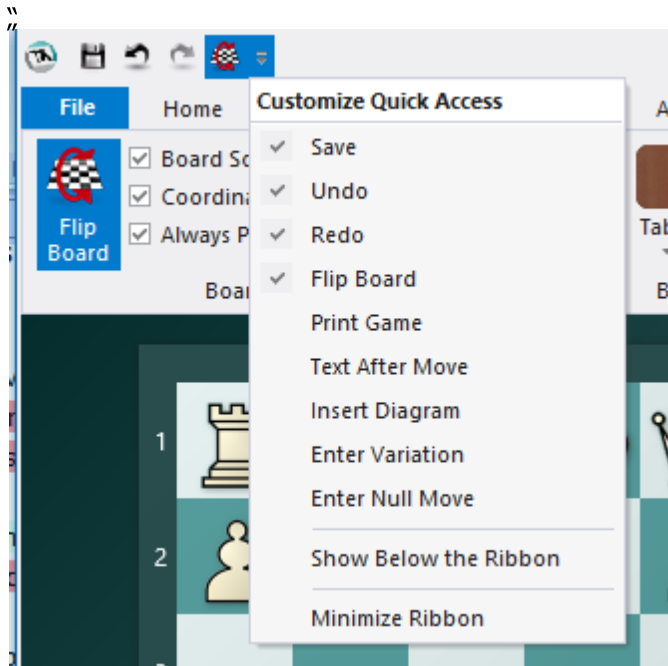 “
File
Home
Customize Quick Access
A
Board So
Save
Coordina
Undo
Flip
Board
Always P
Redo
Tab
Boar
Flip Board
B
Print Game
Text After Move
Insert Diagram
1
Enter Variation
Enter Null Move
2
Show Below the Ribbon
Minimize Ribbon